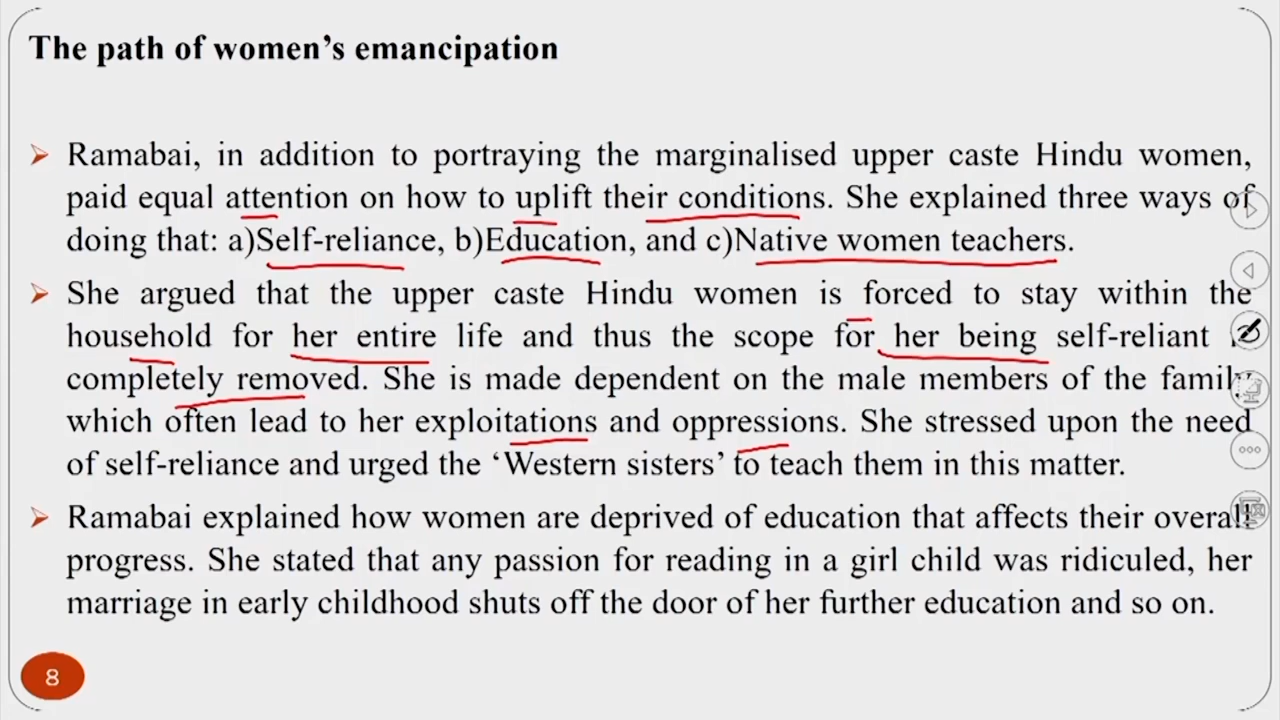 The path of women’s emancipation
➢ Ramabai, in addition to portraying the marginalised upper caste Hindu women,
paid equal attention on how to uplift their conditions. She explained three ways of
doing that: a)Self-reliance, b)Education, and c)Native women teachers.
➢ She argued that the upper caste Hindu women is forced to stay within the
household for her entire life and thus the scope for her being self-reliant
completely removed. She is made dependent on the male members of the family
which often lead to her exploitations and oppressions. She stressed upon the need
of self-reliance and urged the ‘Western sisters’ to teach them in this matter.
➢ Ramabai explained how women are deprived of education that affects their overall
progress. She stated that any passion for reading in a girl child was ridiculed, her
marriage in early childhood shuts off the door of her further education and so on.
8